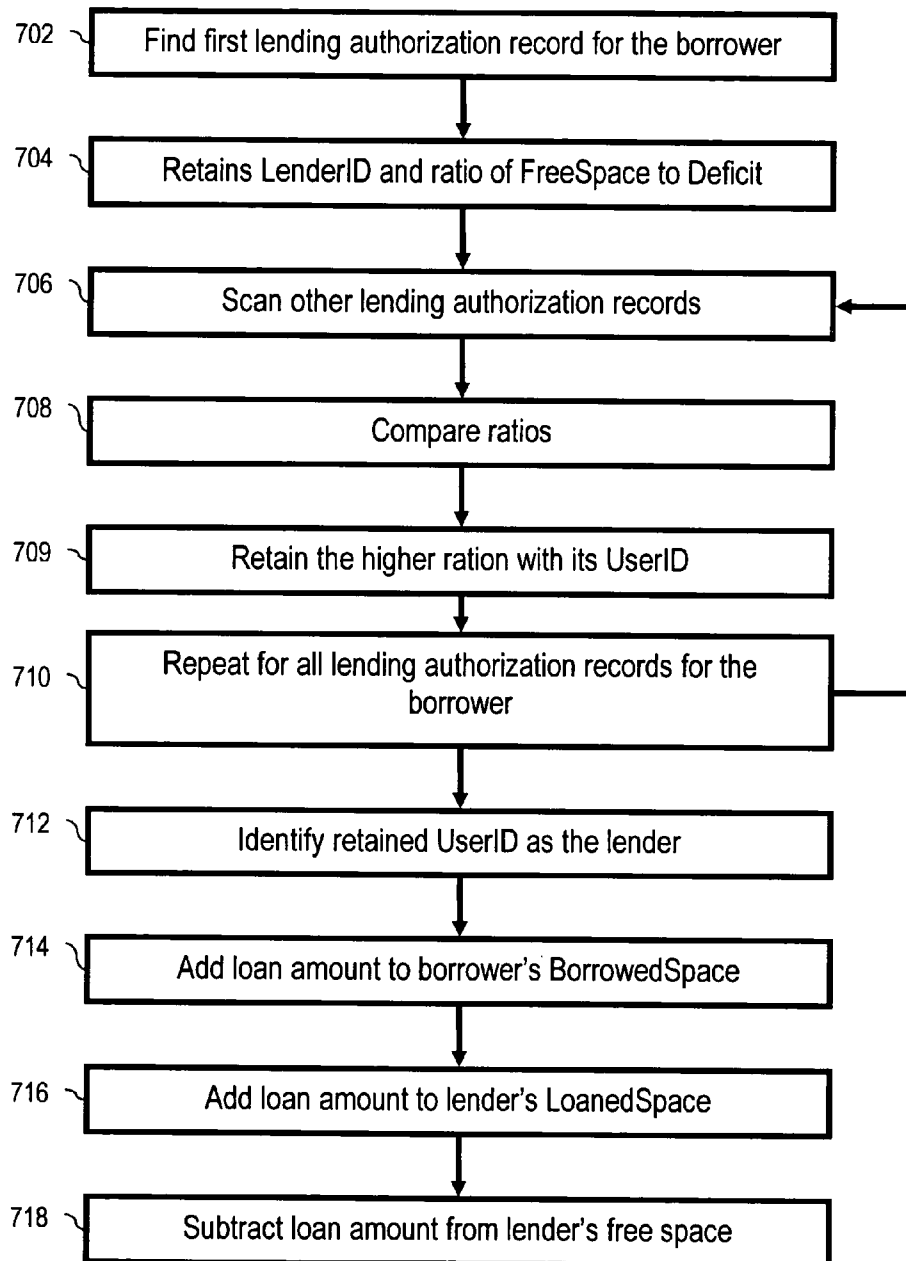 702
Find first lending authorization record for the borrower
704
Retains LenderID and ratio of FreeSpace to Deficit
706
Scan other lending authorization records
708
Compare ratios
709
Retain the higher ration with its UserID
710
Repeat for all lending authorization records for the
borrower
712
Identify retained UserID as the lender
714
Add loan amount to borrower's BorrowedSpace
716
Add loan amount to lender's LoanedSpace
718
Subtract loan amount from lender's free space